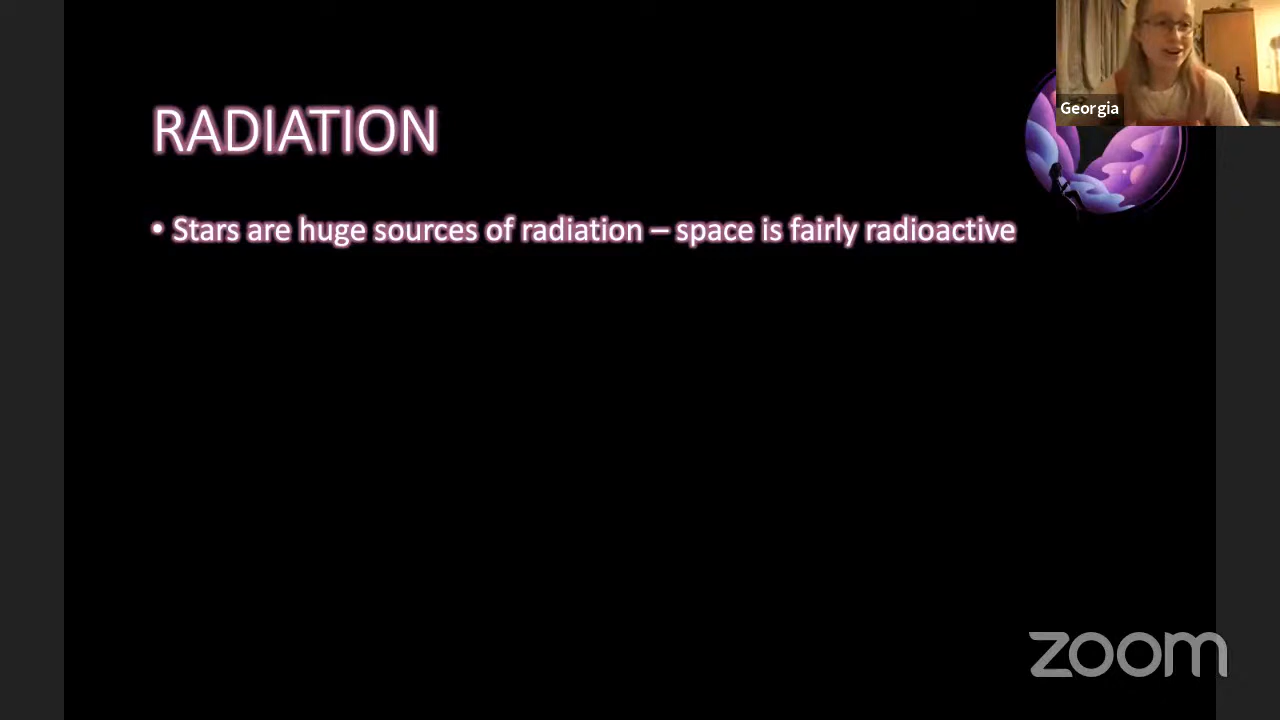 Georgia
RADIATION
• Stars are huge sources of radiation – space is fairly radioactive
zoom